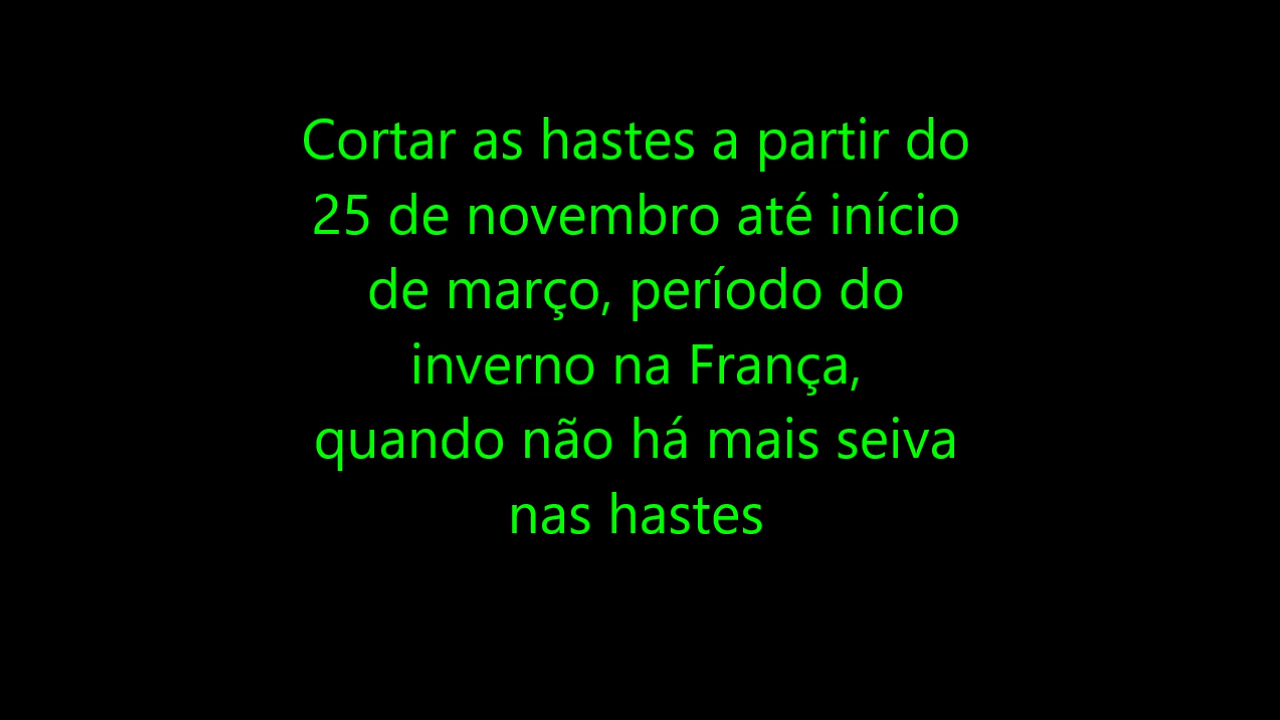 Cortar as hastes a partir do
25 de novembro até início
de março, período do
inverno na França,
quando não há mais seiva
nas hastes